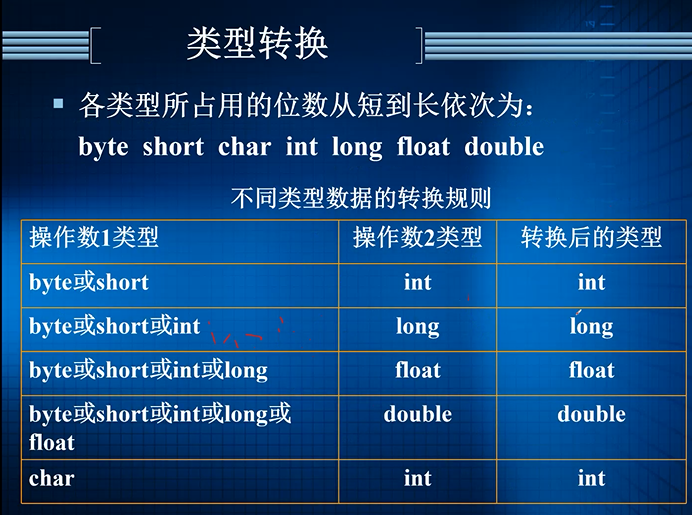 类型转换
各类型所占用的位数从短到长依次为：
byte short char int long float double
不同类型数据的转换规则
操作数1类型 操作数2类型 转换后的类型
byte或short int int
byte或short或int long long
byte或short或int或long float float
byte或short或int或long或 double double
float
char int int